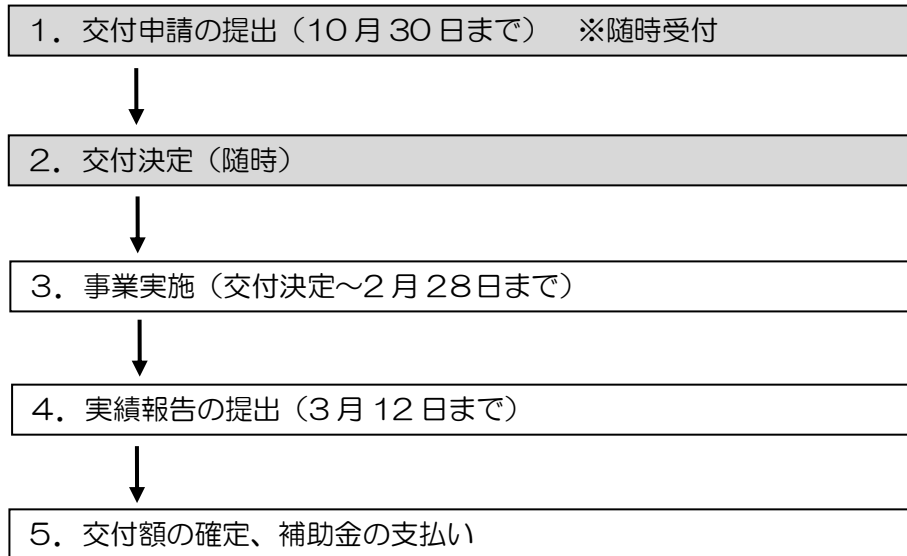 １．交付申請の提出（10月30日まで）　※随時受付
２．交付決定（随時）
３．事業実施（交付決定～２月28日まで）
４．実績報告の提出（３月12日まで）
５．交付額の確定、補助金の支払い